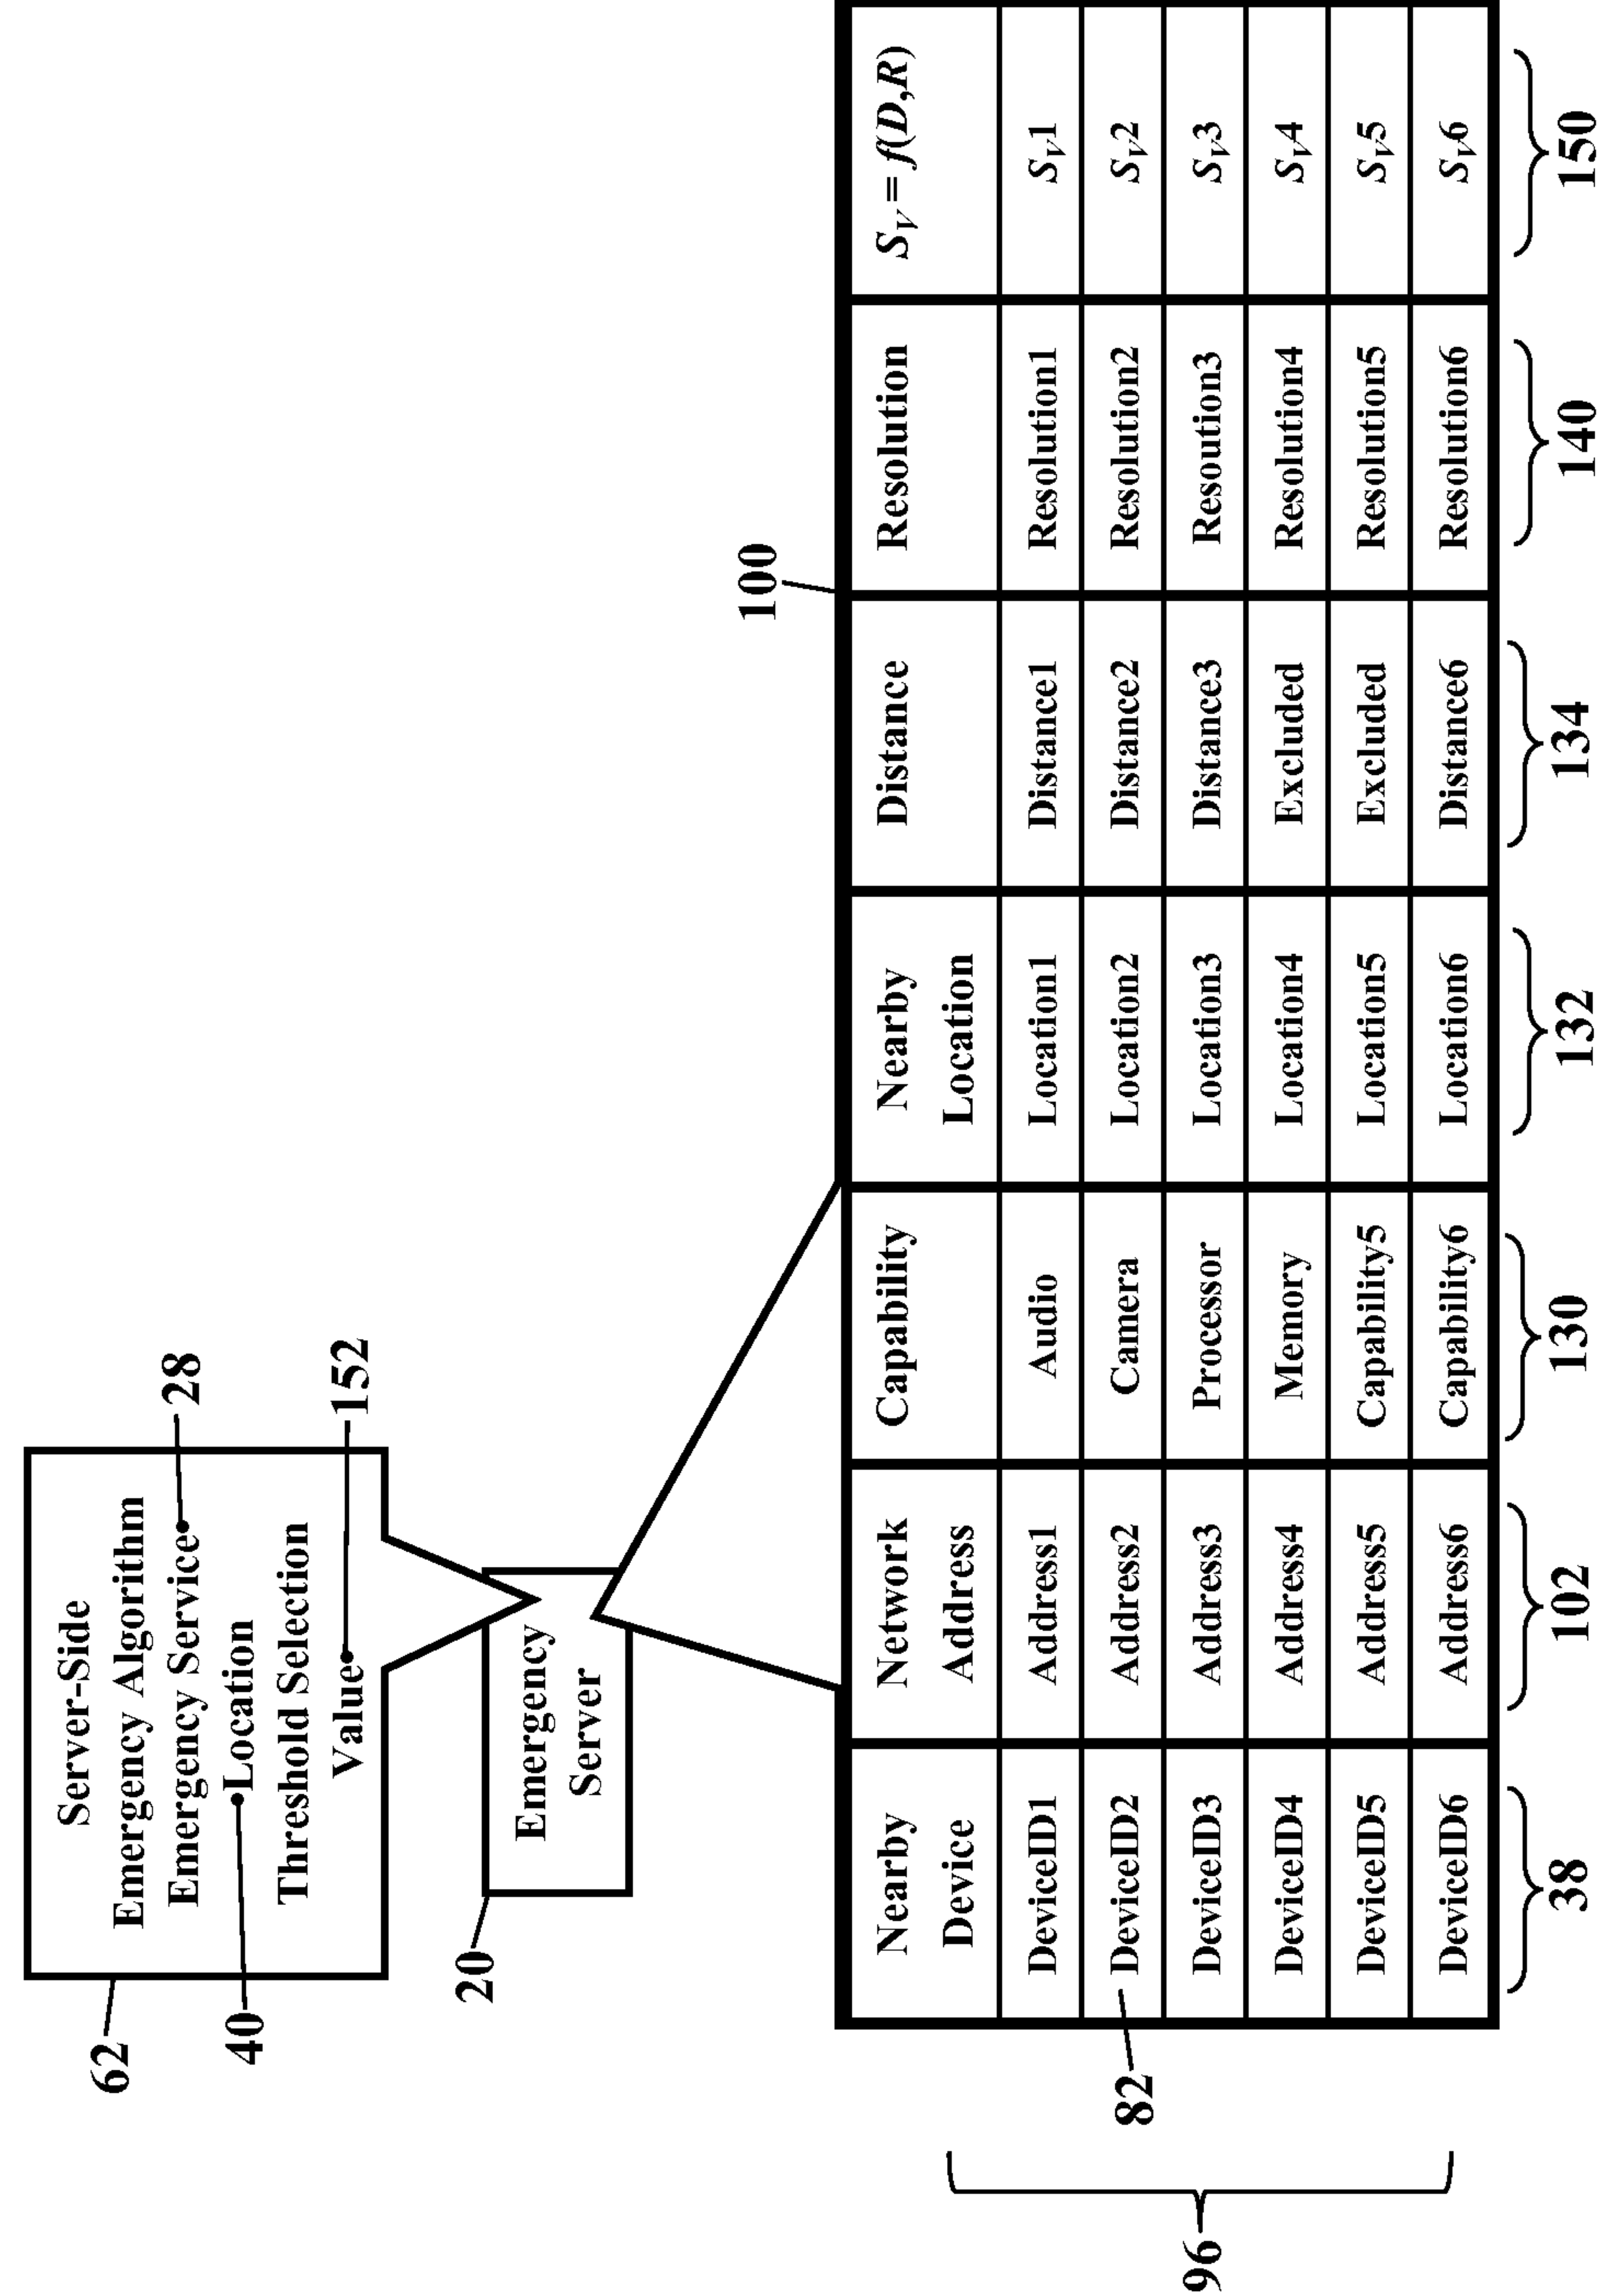 62
Server-Side
Emergency Algorithm
Emergency Service
28
40
Location
Threshold Selection
Value
152
20
Emergency
Server
100
Nearby Device | Network Address | Capability | Nearby Location | Distance | Resolution | S_V = f(D,R)
DeviceID1 | Address1 | Audio | Location1 | Distance1 | Resolution1 | S_V1
DeviceID2 | Address2 | Camera | Location2 | Distance2 | Resolution2 | S_V2
DeviceID3 | Address3 | Processor | Location3 | Distance3 | Resoution3 | S_V3
DeviceID4 | Address4 | Memory | Location4 | Excluded | Resolution4 | S_V4
DeviceID5 | Address5 | Capability5 | Location5 | Excluded | Resolution5 | S_V5
DeviceID6 | Address6 | Capability6 | Location6 | Distance6 | Resolution6 | S_V6
82
96
38 102 130 132 134 140 150